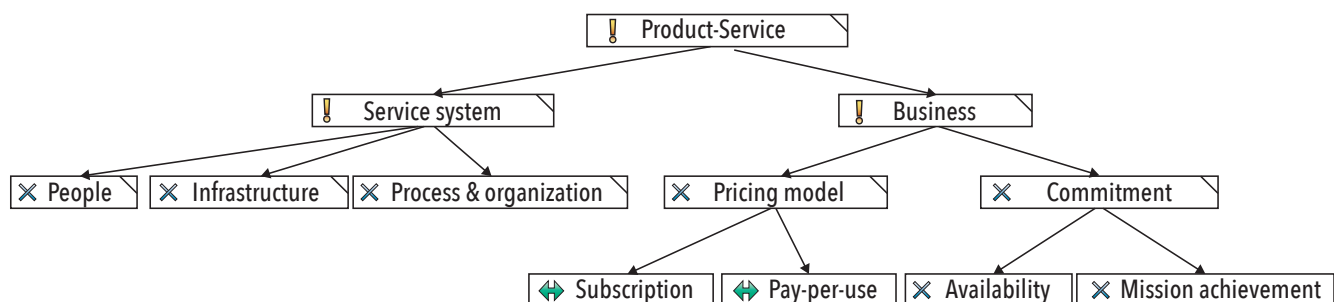 Product-Service
Service system
Business
People
Infrastructure
Process & organization
Pricing model
Commitment
Subscription
Pay-per-use
Availability
Mission achievement